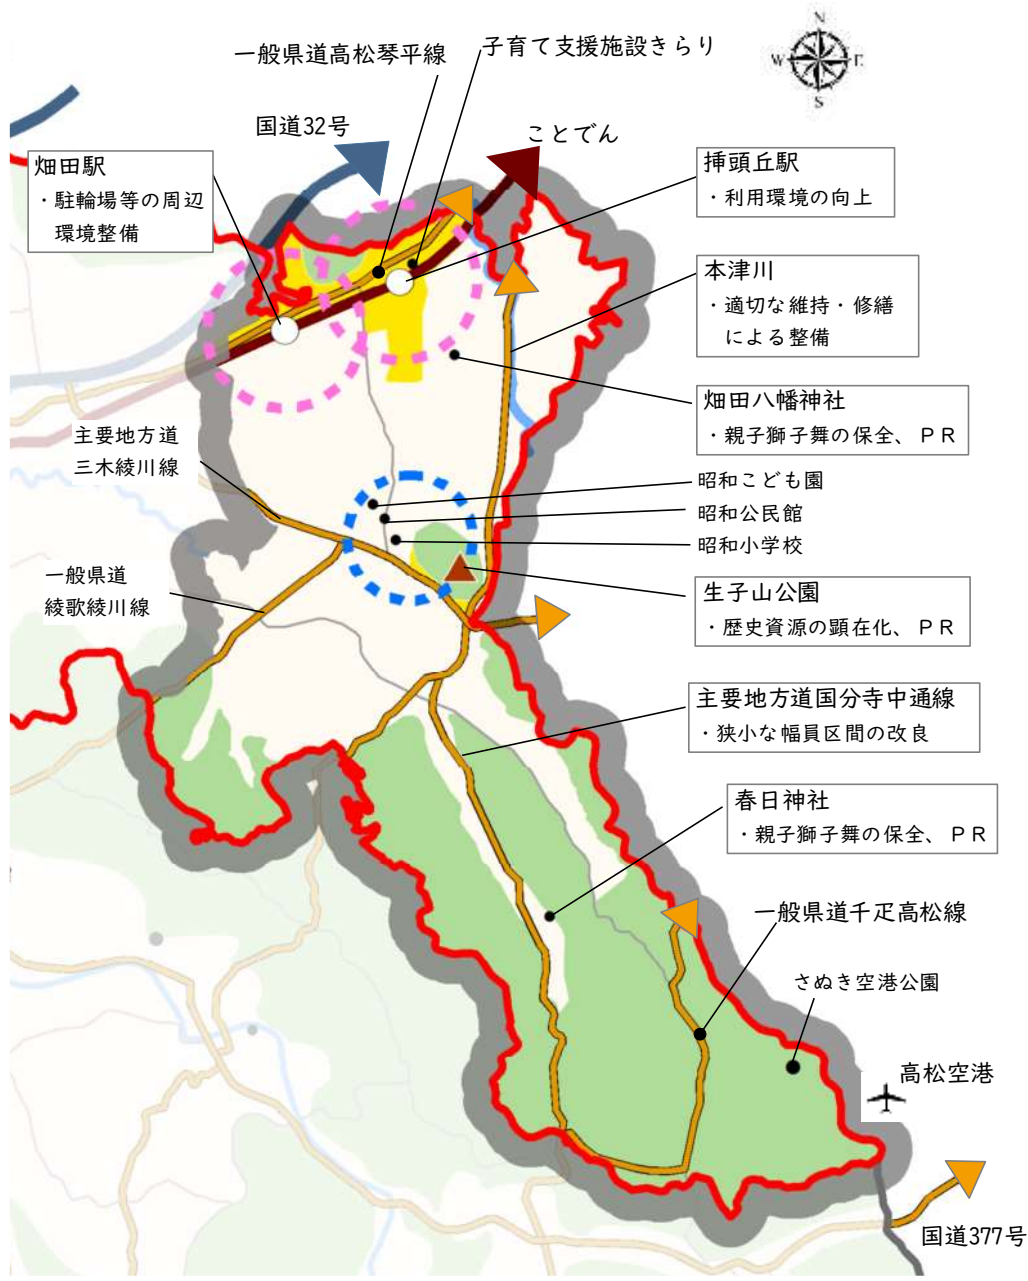 N
W
E
S
一般県道高松琴平線
子育て支援施設きらり
国道32号
ことでん
畑田駅
・駐輪場等の周辺
環境整備
挿頭丘駅
・利用環境の向上
本津川
・適切な維持・修繕
による整備
畑田八幡神社
・親子獅子舞の保全、ＰＲ
主要地方道
三木綾川線
昭和こども園
昭和公民館
昭和小学校
一般県道
綾歌綾川線
生子山公園
・歴史資源の顕在化、ＰＲ
主要地方道国分寺中通線
・狭小な幅員区間の改良
春日神社
・親子獅子舞の保全、ＰＲ
一般県道千疋高松線
さぬき空港公園
高松空港
国道377号